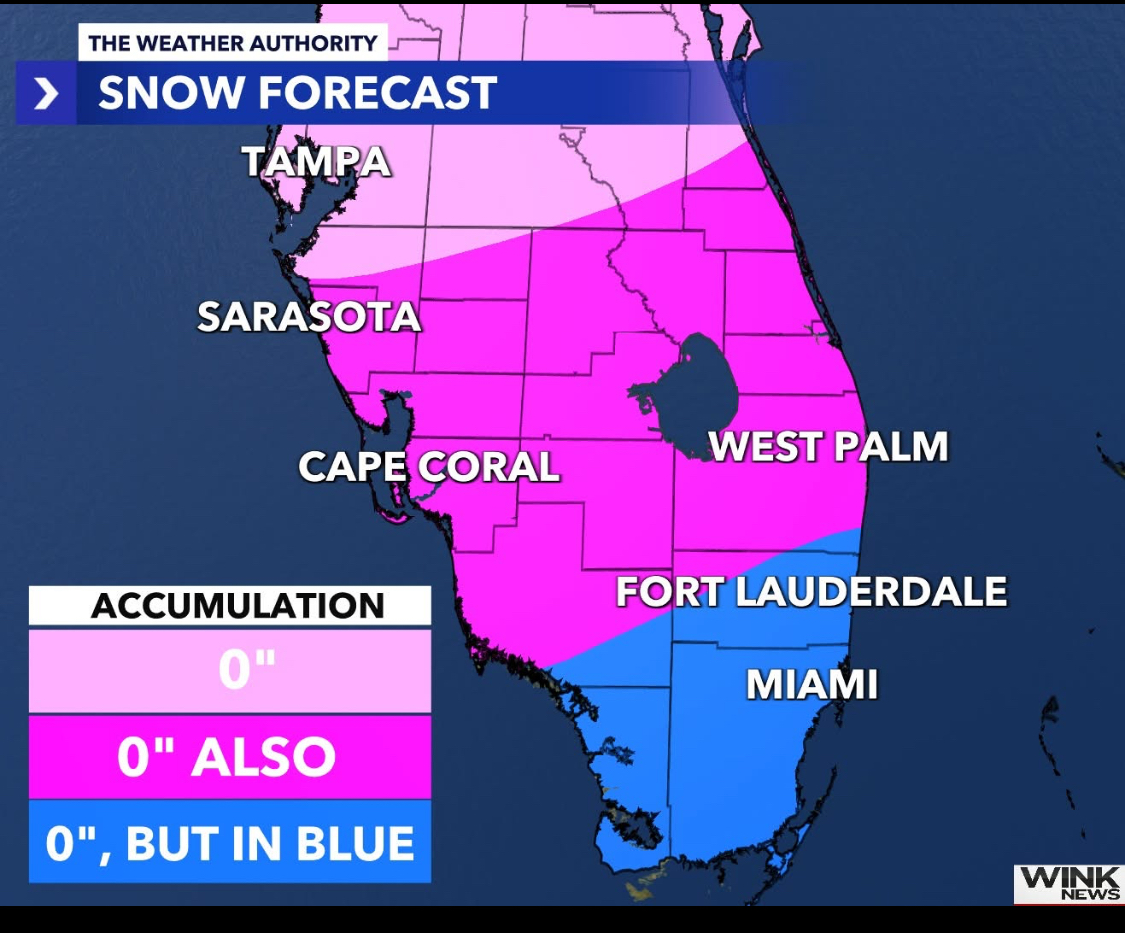 THE WEATHER AUTHORITY
SNOW FORECAST
TAMPA
SARASOTA
CAPE CORAL
WEST PALM
FORT LAUDERDALE
MIAMI
ACCUMULATION
0"
0" ALSO
0", BUT IN BLUE
WINK
NEWS